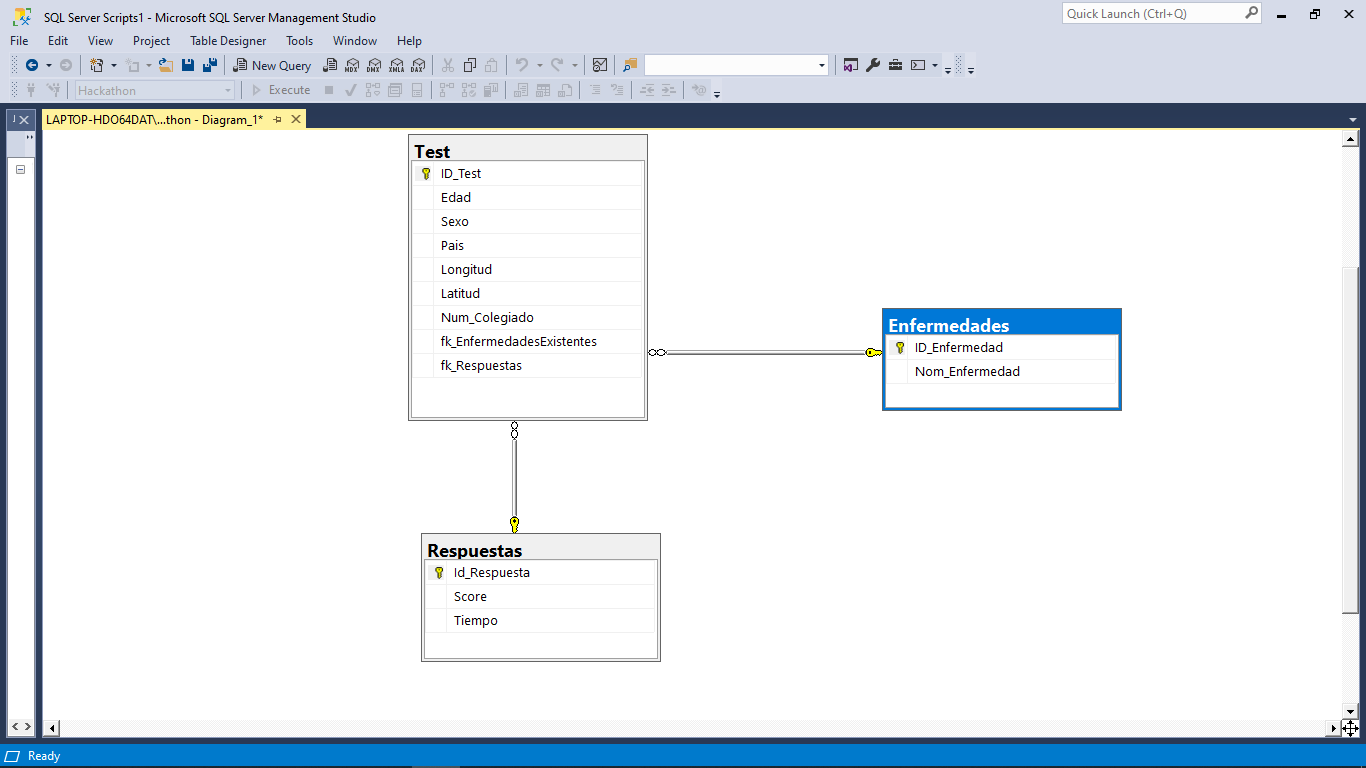 SQL Server Scripts1 - Microsoft SQL Server Management Studio
Quick Launch (Ctrl+Q)
File Edit View Project Table Designer Tools Window Help
New Query MDX DMX XMLA DAX
Hackathon Execute
LAPTOP-HDO64DAT\...thon - Diagram_1*
Test
ID_Test
Edad
Sexo
Pais
Longitud
Latitud
Num_Colegiado
fk_EnfermedadesExistentes
fk_Respuestas
Enfermedades
ID_Enfermedad
Nom_Enfermedad
Respuestas
Id_Respuesta
Score
Tiempo
Ready